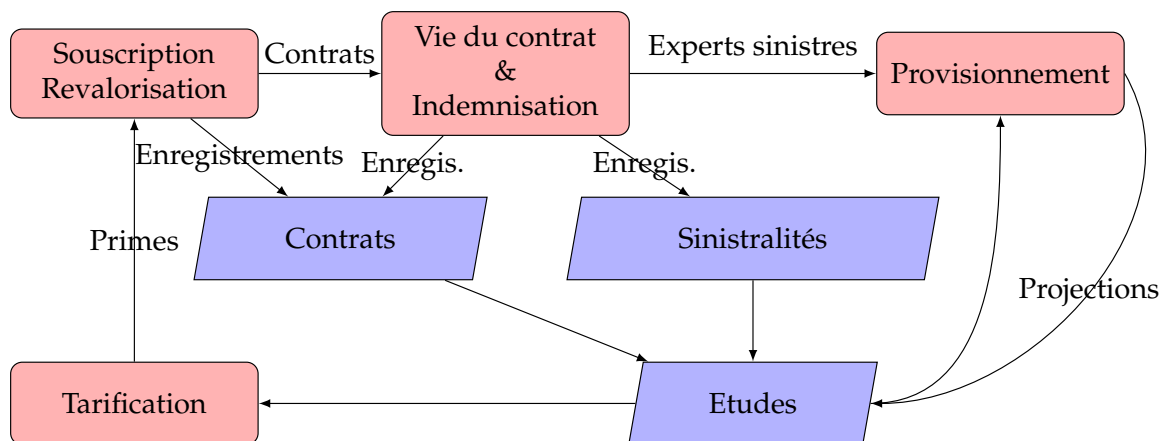 Souscription
Revalorisation
Contrats
Vie du contrat
&
Indemnisation
Experts sinistres
Provisionnement
Enregistrements
Enregis.
Enregis.
Primes
Contrats
Sinistralités
Projections
Tarification
Etudes